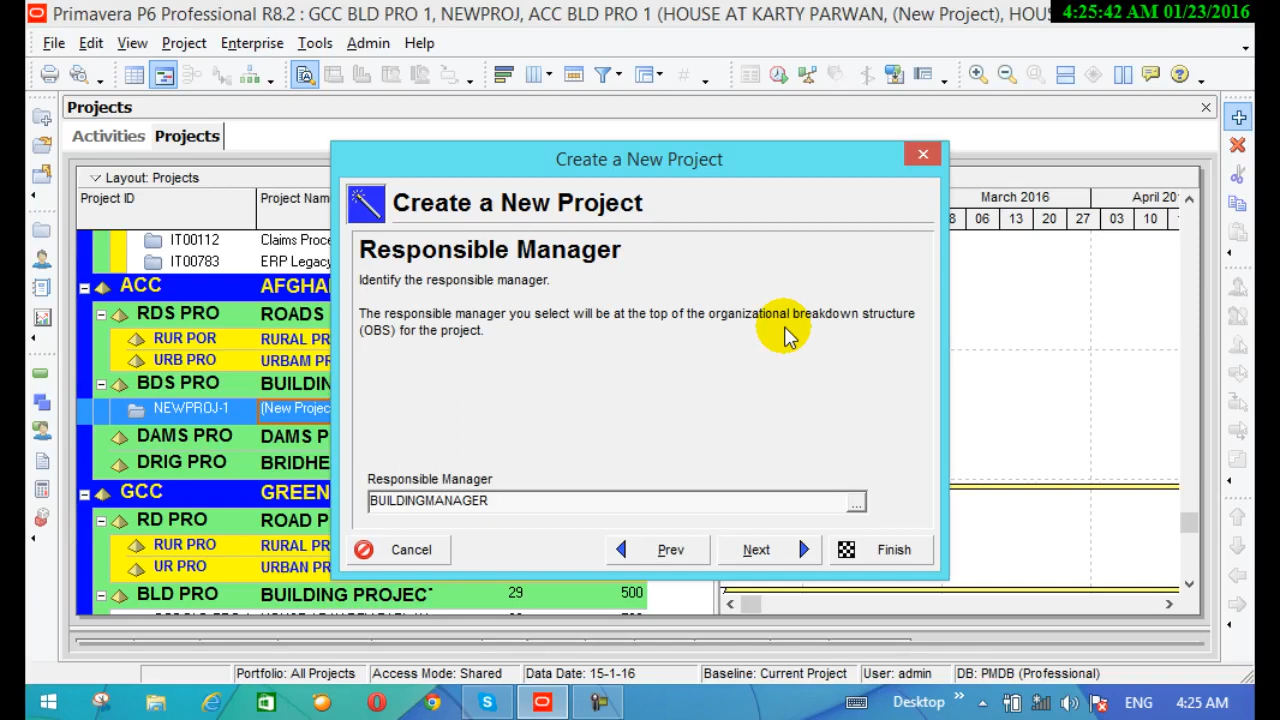 Primavera P6 Professional R8.2 : GCC BLD PRO 1, NEWPROJ, ACC BLD PRO 1 (HOUSE AT KARTY PARWAN, (New Project), HOUS
4:25:42 AM 01/23/2016
File Edit View Project Enterprise Tools Admin Help
Projects
Activities Projects
Layout: Projects
Project ID Project Nam
March 2016 April 20
06 13 20 27 03 10
IT00112 Claims Proce
IT00783 ERP Legacy
ACC AFGHA
RDS PRO ROADS
RUR POR RURAL PR
URB PRO URBAM PR
BDS PRO BUILDIN
NEWPROJ-1 (New Projec
DAMS PRO DAMS P
DRIG PRO BRIDHE
GCC GREEN
RD PRO ROAD P
RUR PRO RURAL PR
UR PRO URBAN PR
BLD PRO BUILDING PROJEC 29 500
Create a New Project
Create a New Project
Responsible Manager
Identify the responsible manager.
The responsible manager you select will be at the top of the organizational breakdown structure
(OBS) for the project.
Responsible Manager
BUILDINGMANAGER ...
Cancel Prev Next Finish
Portfolio: All Projects Access Mode: Shared Data Date: 15-1-16 Baseline: Current Project User: admin DB: PMDB (Professional)
Desktop » ENG 4:25 AM